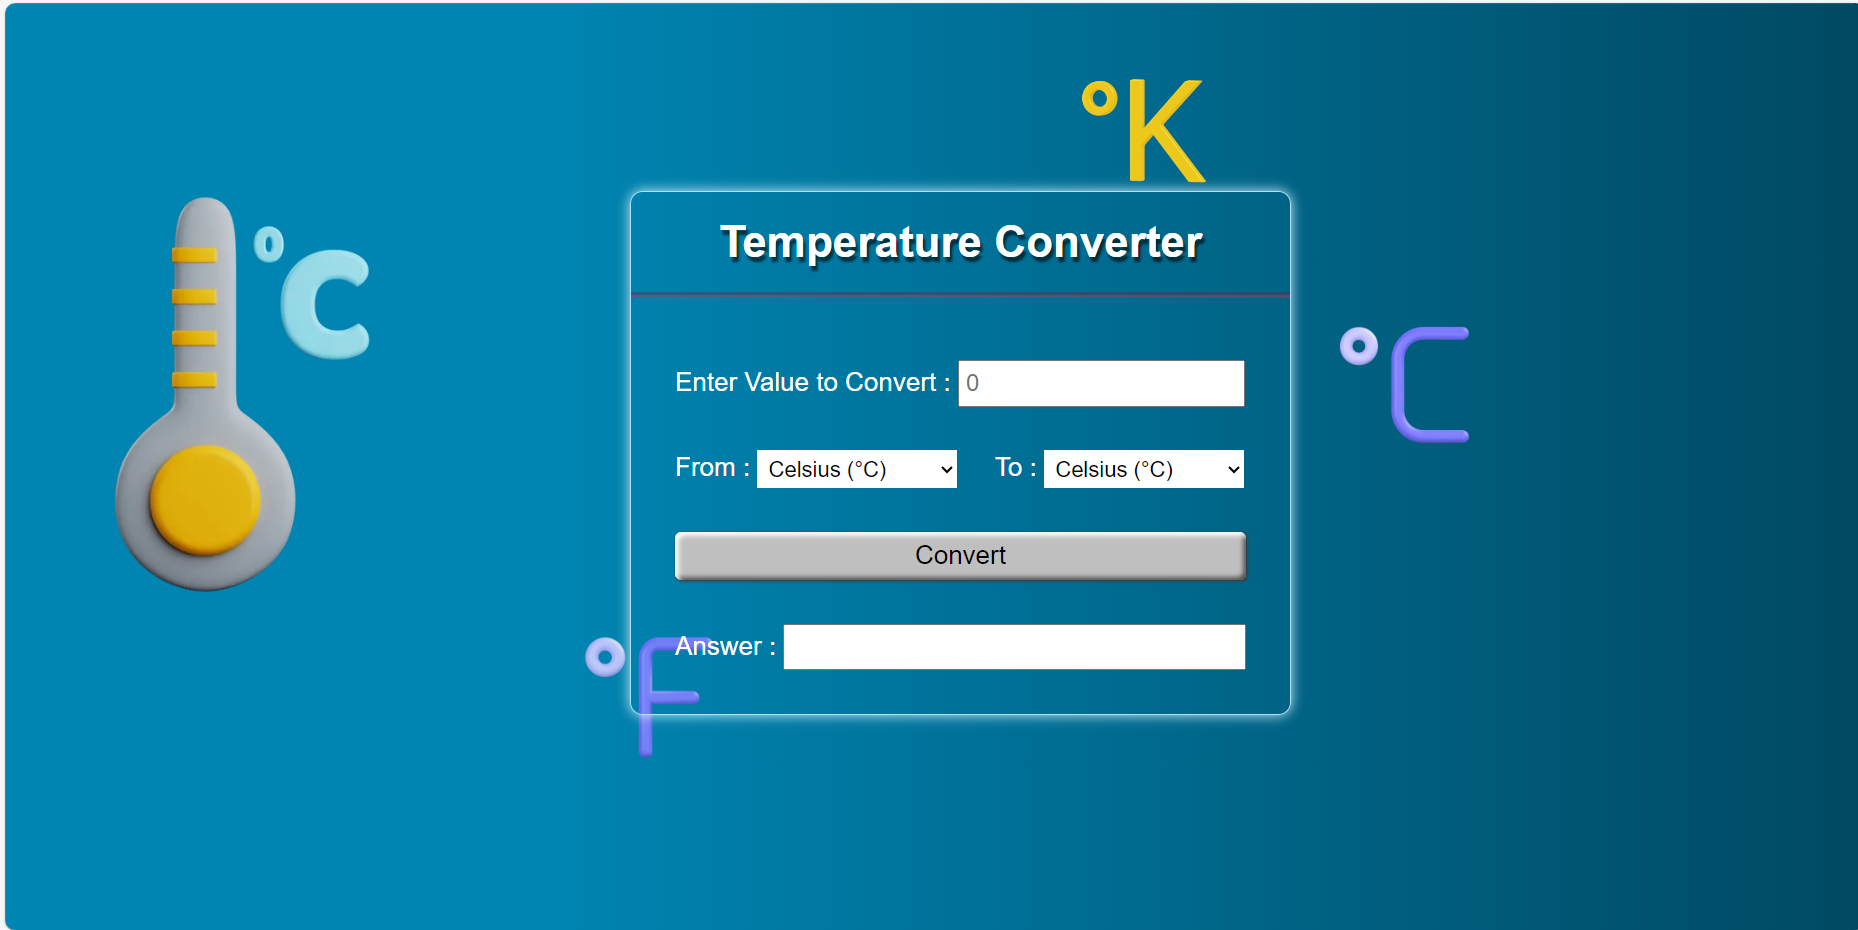 °K
°C
Temperature Converter
°C
Enter Value to Convert : 0
From : Celsius (°C) To : Celsius (°C)
Convert
Answer :
°F